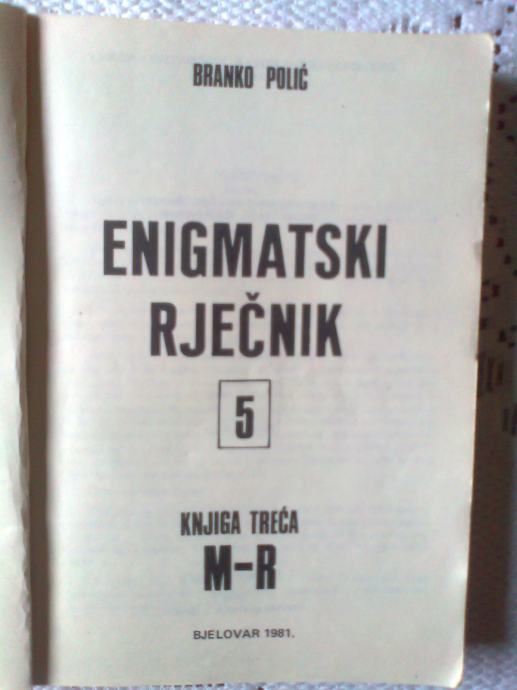 BRANKO POLIĆ
ENIGMATSKI
RJEČNIK
5
KNJIGA TREĆA
M-R
BJELOVAR 1981.